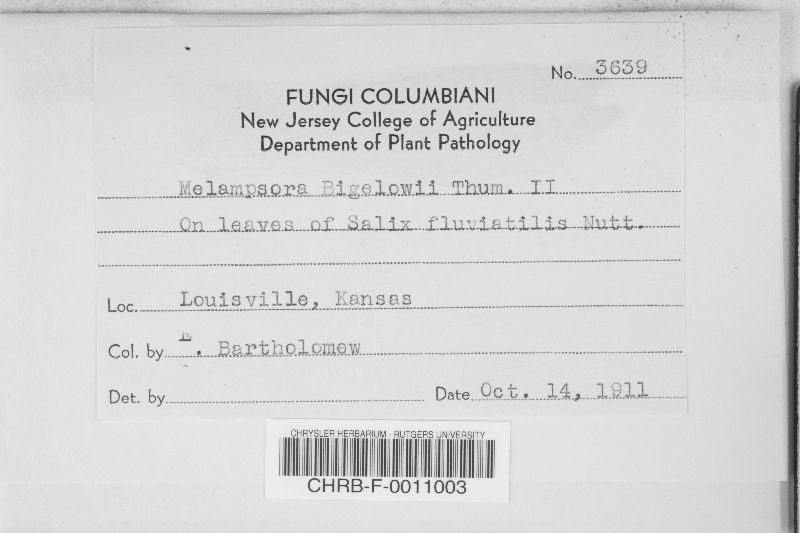 No. 3639
FUNGI COLUMBIANI
New Jersey College of Agriculture
Department of Plant Pathology
Melampsora Bigelowii Thum. II
On leaves of Salix fluviatilis Nutt.
Loc. Louisville, Kansas
Col. by E. Bartholomew
Det. by
Date Oct. 14, 1911
CHRYSLER HERBARIUM - RUTGERS UNIVERSITY
CHRB-F-0011003